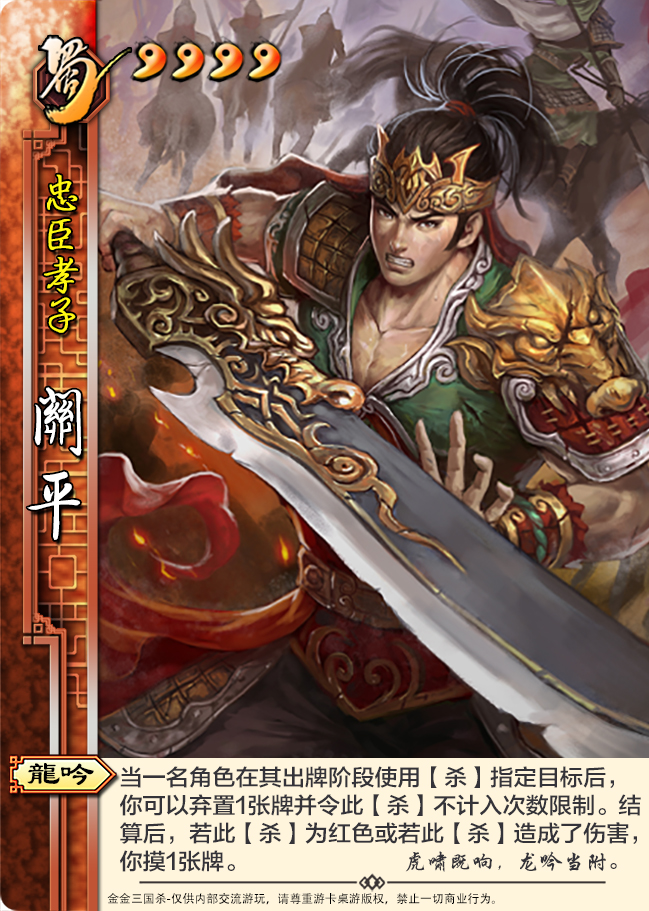 蜀
忠臣孝子
關平
龍吟
当一名角色在其出牌阶段使用【杀】指定目标后，
你可以弃置1张牌并令此【杀】不计入次数限制。结
算后，若此【杀】为红色或若此【杀】造成了伤害，
你摸1张牌。
虎啸既响，龙吟当附。
金金三国杀-仅供内部交流游玩，请尊重游卡桌游版权，禁止一切商业行为。